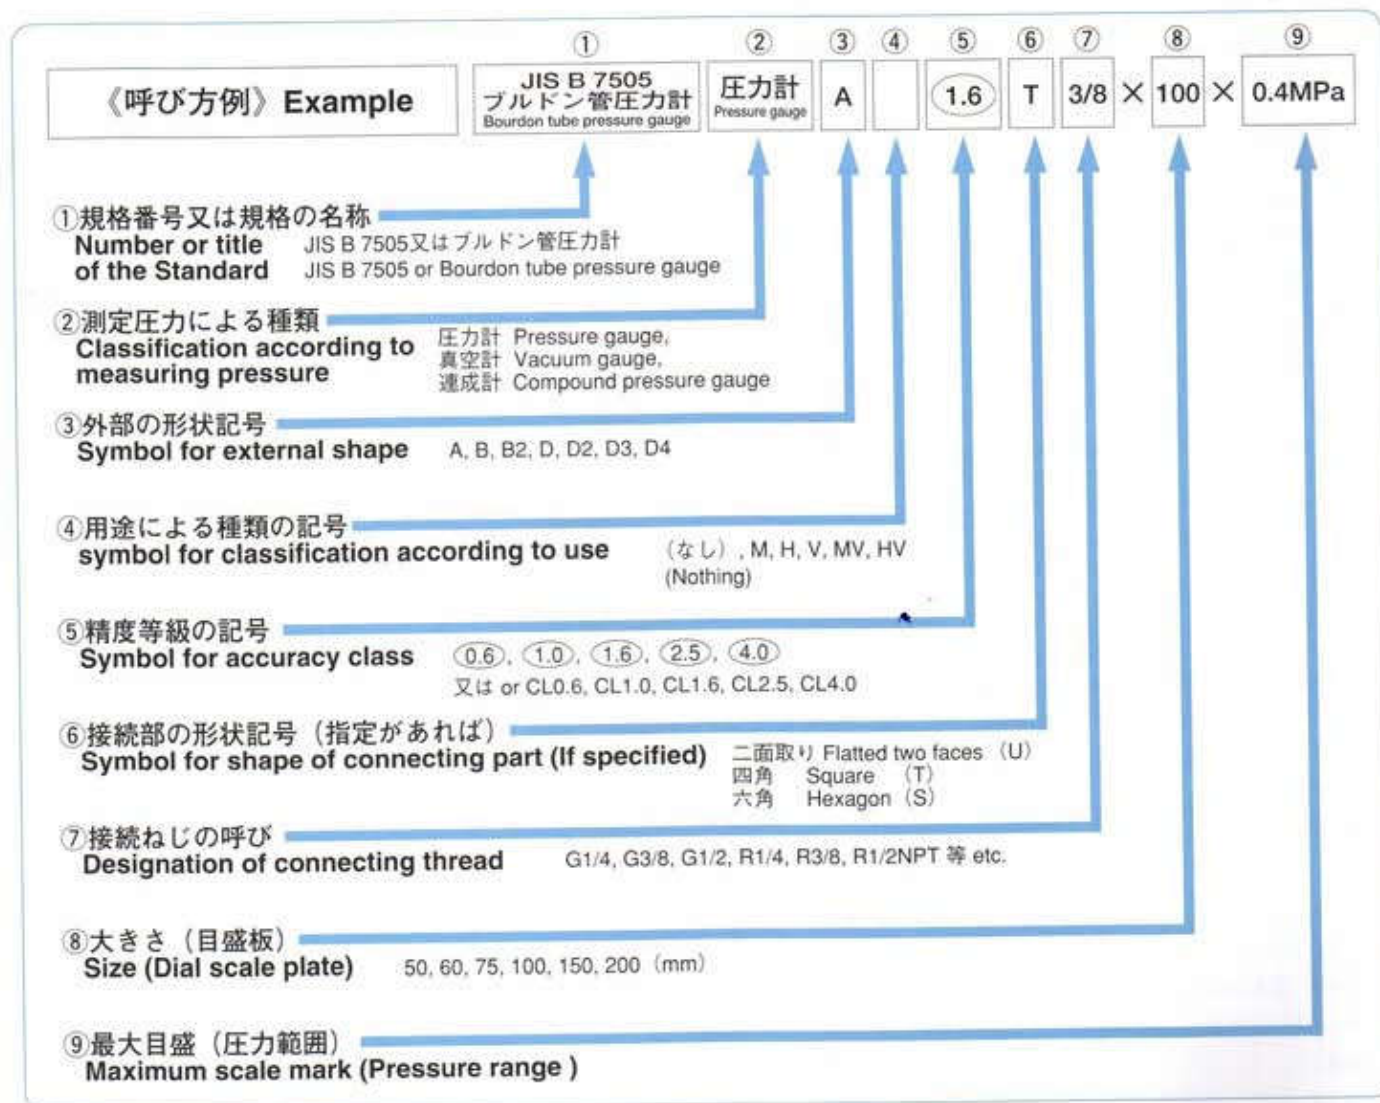 ① ② ③ ④ ⑤ ⑥ ⑦ ⑧ ⑨
《呼び方例》Example
JIS B 7505
ブルドン管圧力計
Bourdon tube pressure gauge
圧力計
Pressure gauge
A
1.6
T
3/8 × 100 × 0.4MPa
①規格番号又は規格の名称
Number or title
of the Standard
JIS B 7505又はブルドン管圧力計
JIS B 7505 or Bourdon tube pressure gauge
②測定圧力による種類
Classification according to
measuring pressure
圧力計 Pressure gauge,
真空計 Vacuum gauge,
連成計 Compound pressure gauge
③外部の形状記号
Symbol for external shape
A, B, B2, D, D2, D3, D4
④用途による種類の記号
symbol for classification according to use
（なし）, M, H, V, MV, HV
(Nothing)
⑤精度等級の記号
Symbol for accuracy class
0.6, 1.0, 1.6, 2.5, 4.0
又は or CL0.6, CL1.0, CL1.6, CL2.5, CL4.0
⑥接続部の形状記号（指定があれば）
Symbol for shape of connecting part (If specified)
二面取り Flatted two faces（U）
四角 Square （T）
六角 Hexagon（S）
⑦接続ねじの呼び
Designation of connecting thread
G1/4, G3/8, G1/2, R1/4, R3/8, R1/2NPT 等 etc.
⑧大きさ（目盛板）
Size (Dial scale plate)
50, 60, 75, 100, 150, 200（mm）
⑨最大目盛（圧力範囲）
Maximum scale mark (Pressure range )